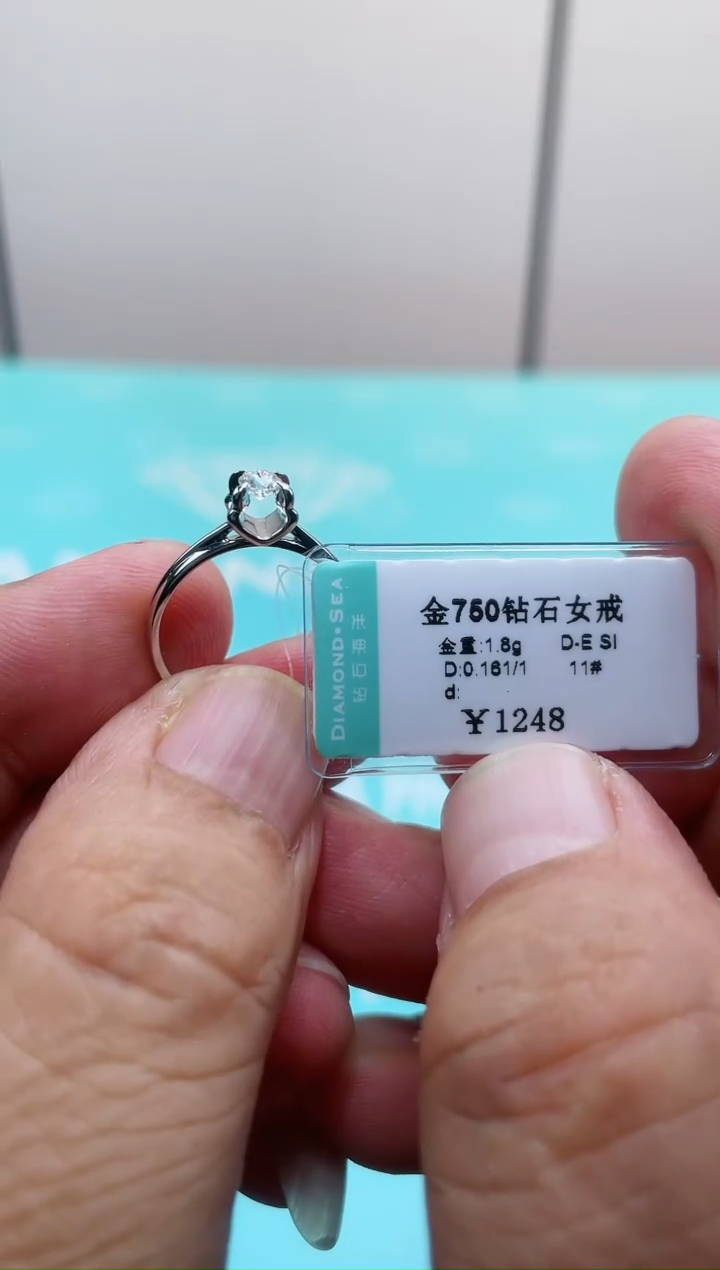 DIAMOND•SEA
钻石海洋
金750钻石女戒
金重:1.8g D-E SI
D:0.161/1 11#
d:
¥1248